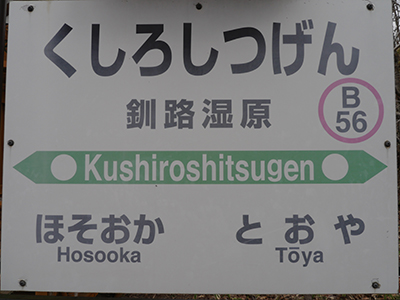 くしろしつげん
釧路湿原
B
56
Kushiroshitsugen
ほそおか とおや
Hosooka Tōya